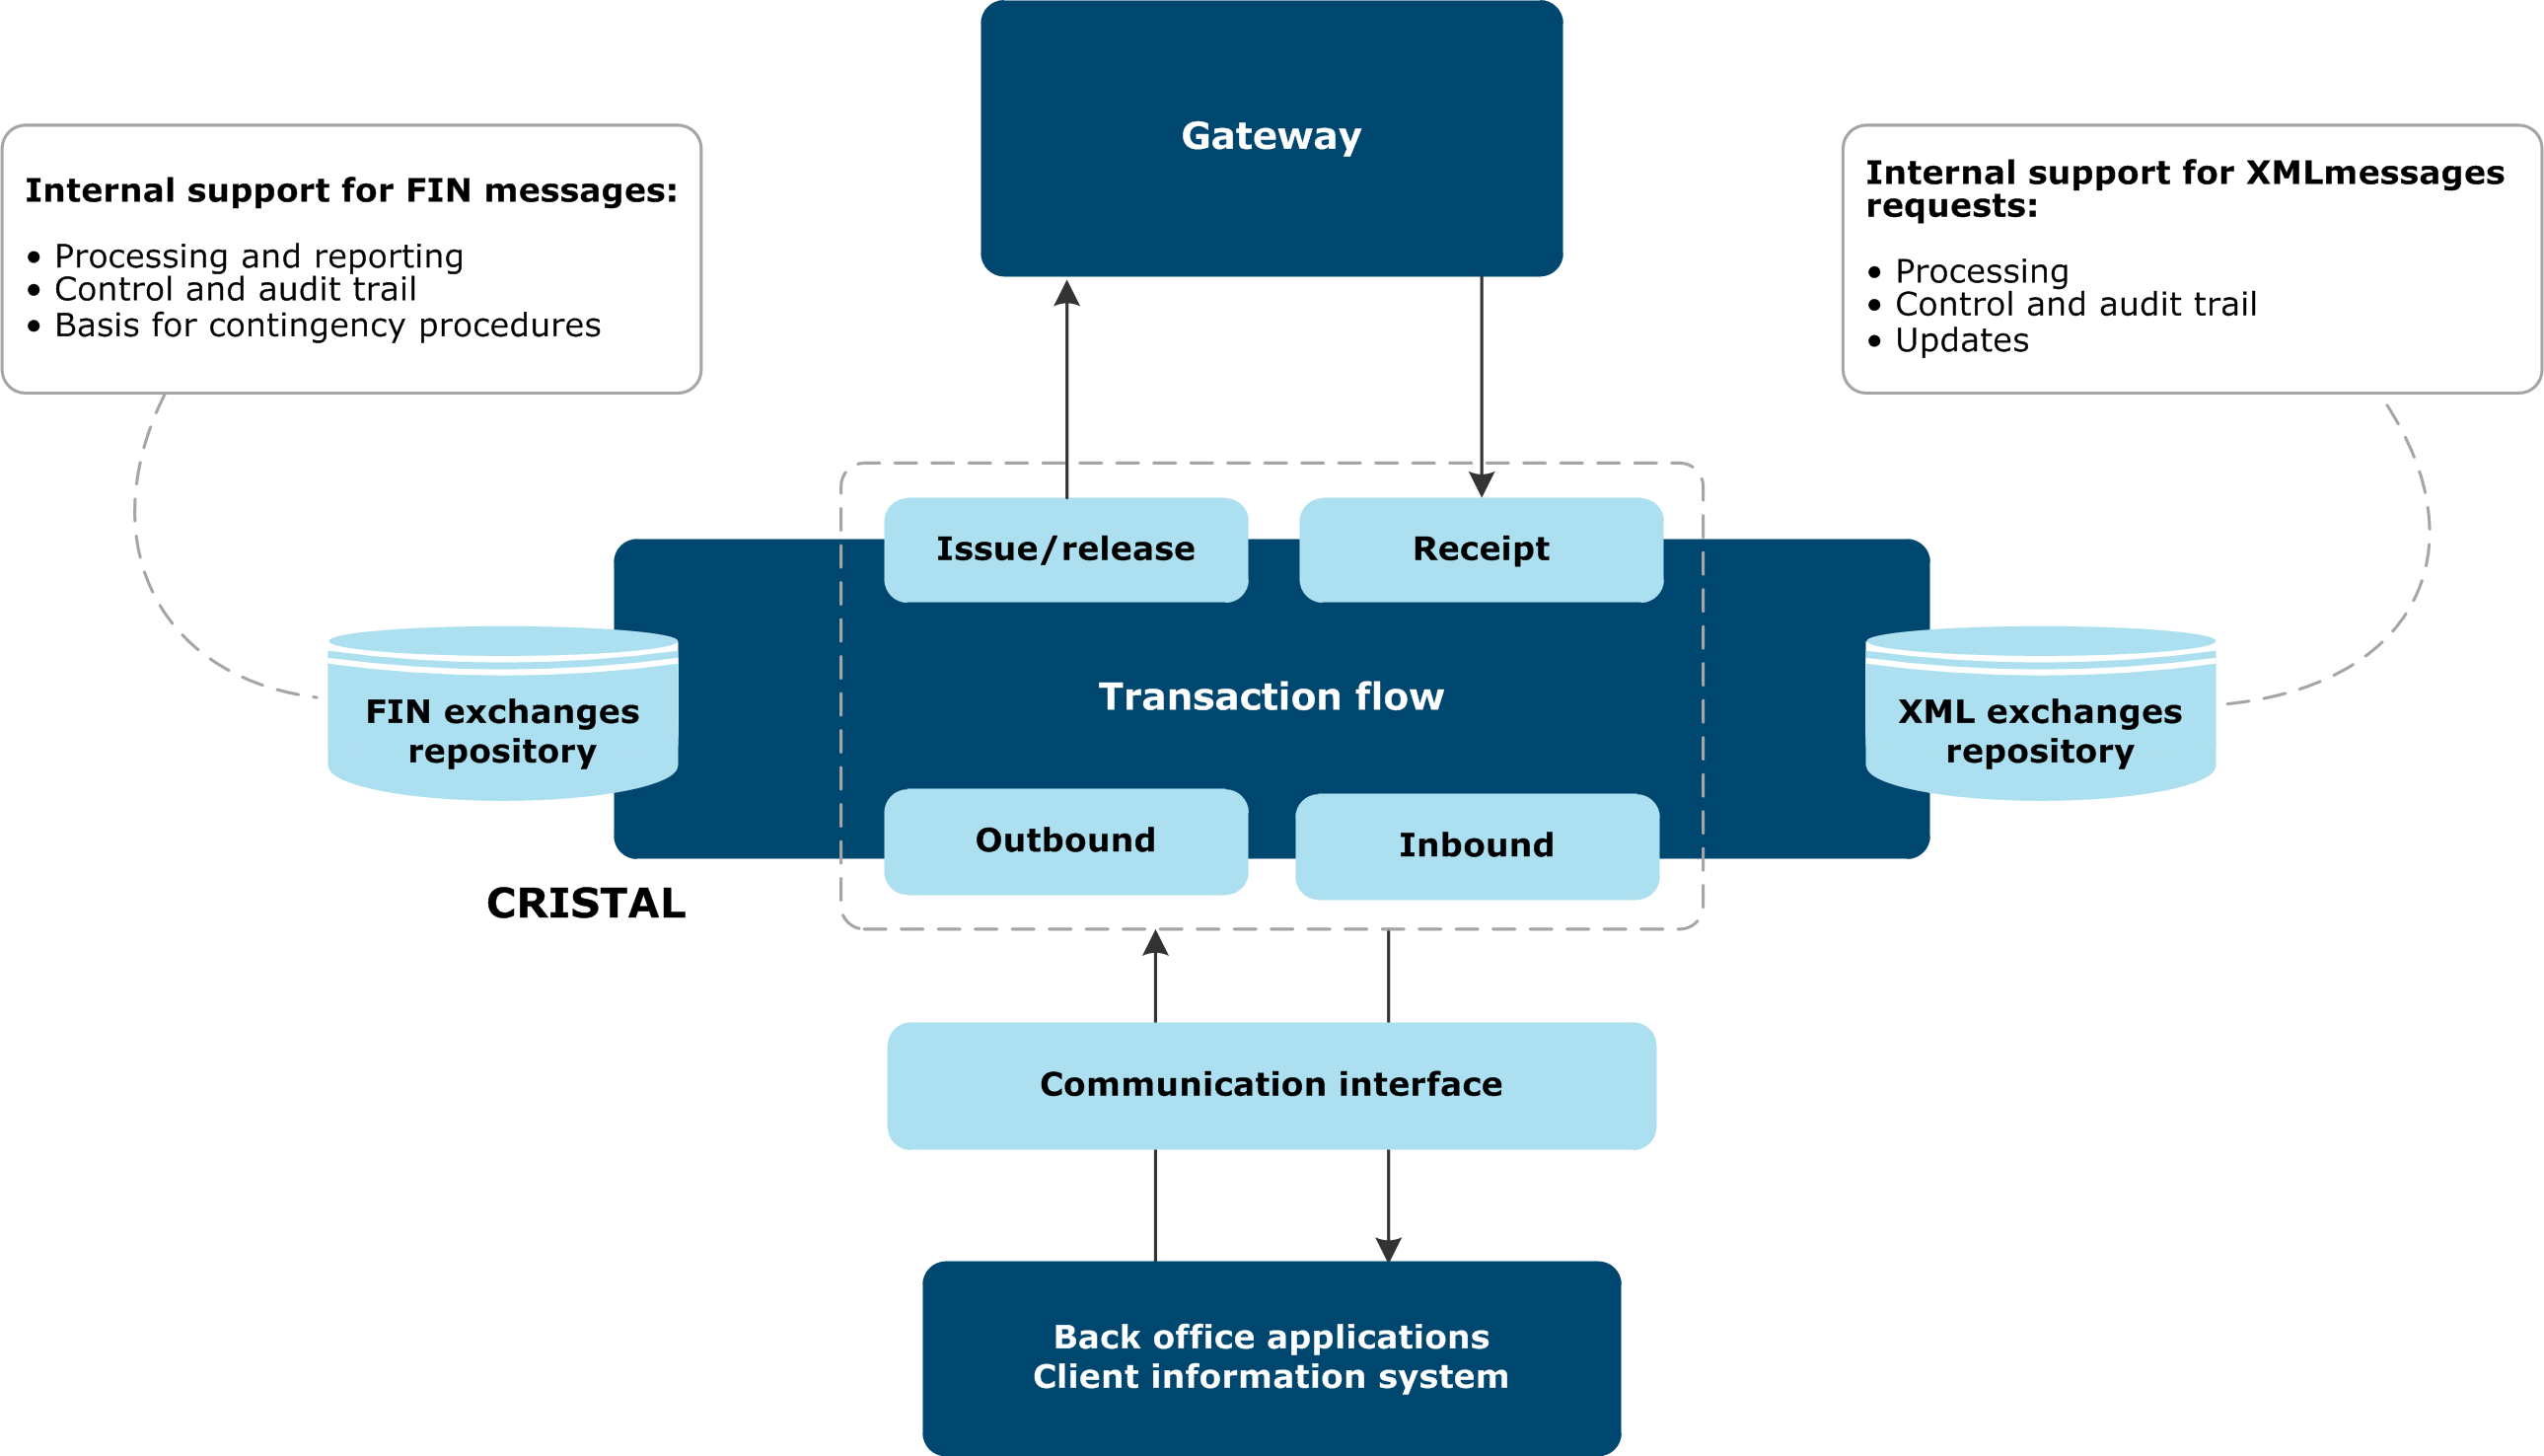 Gateway
Internal support for FIN messages:
• Processing and reporting
• Control and audit trail
• Basis for contingency procedures
Internal support for XMLmessages
requests:
• Processing
• Control and audit trail
• Updates
Issue/release
Receipt
Transaction flow
FIN exchanges
repository
XML exchanges
repository
Outbound
Inbound
CRISTAL
Communication interface
Back office applications
Client information system